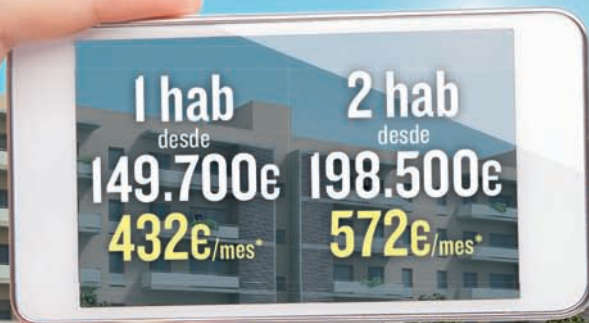 1 hab
desde
149.700€
432€/mes*
2 hab
desde
198.500€
572€/mes*